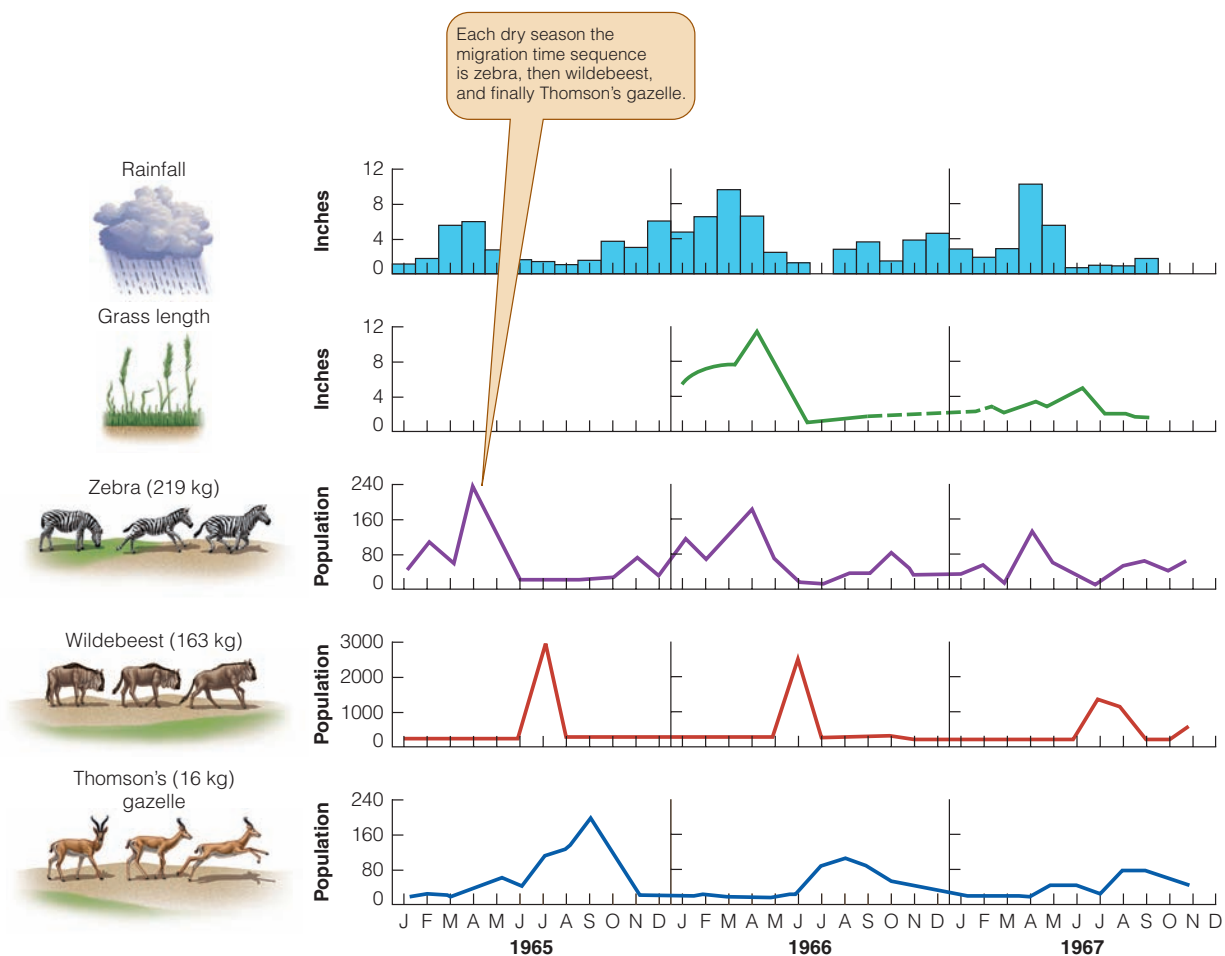 Each dry season the
migration time sequence
is zebra, then wildebeest,
and finally Thomson's gazelle.
Rainfall
Inches
12
8
4
0
Grass length
Inches
12
8
4
0
Zebra (219 kg)
Population
240
160
80
0
Wildebeest (163 kg)
Population
3000
2000
1000
0
Thomson's (16 kg)
gazelle
Population
240
160
80
0
J F M A M J J A S O N D J F M A M J J A S O N D J F M A M J J A S O N D
1965 1966 1967